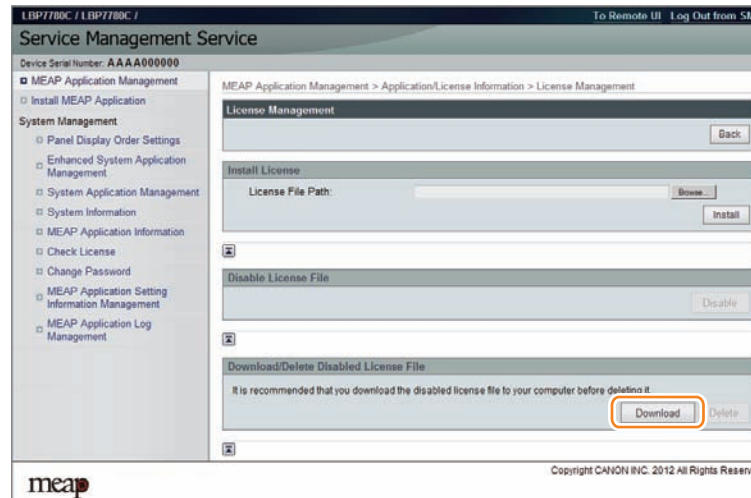 LBP7780C / LBP7780C /
To Remote UI Log Out from SM
Service Management Service
Device Serial Number: AAAA000000
MEAP Application Management
Install MEAP Application
System Management
Panel Display Order Settings
Enhanced System Application
Management
System Application Management
System Information
MEAP Application Information
Check License
Change Password
MEAP Application Setting
Information Management
MEAP Application Log
Management
MEAP Application Management > Application/License Information > License Management
License Management
Back
Install License
License File Path:
Browse...
Install
Disable License File
Disable
Download/Delete Disabled License File
It is recommended that you download the disabled license file to your computer before deleting it.
Download
Delete
Copyright CANON INC. 2012 All Rights Reserv
meap